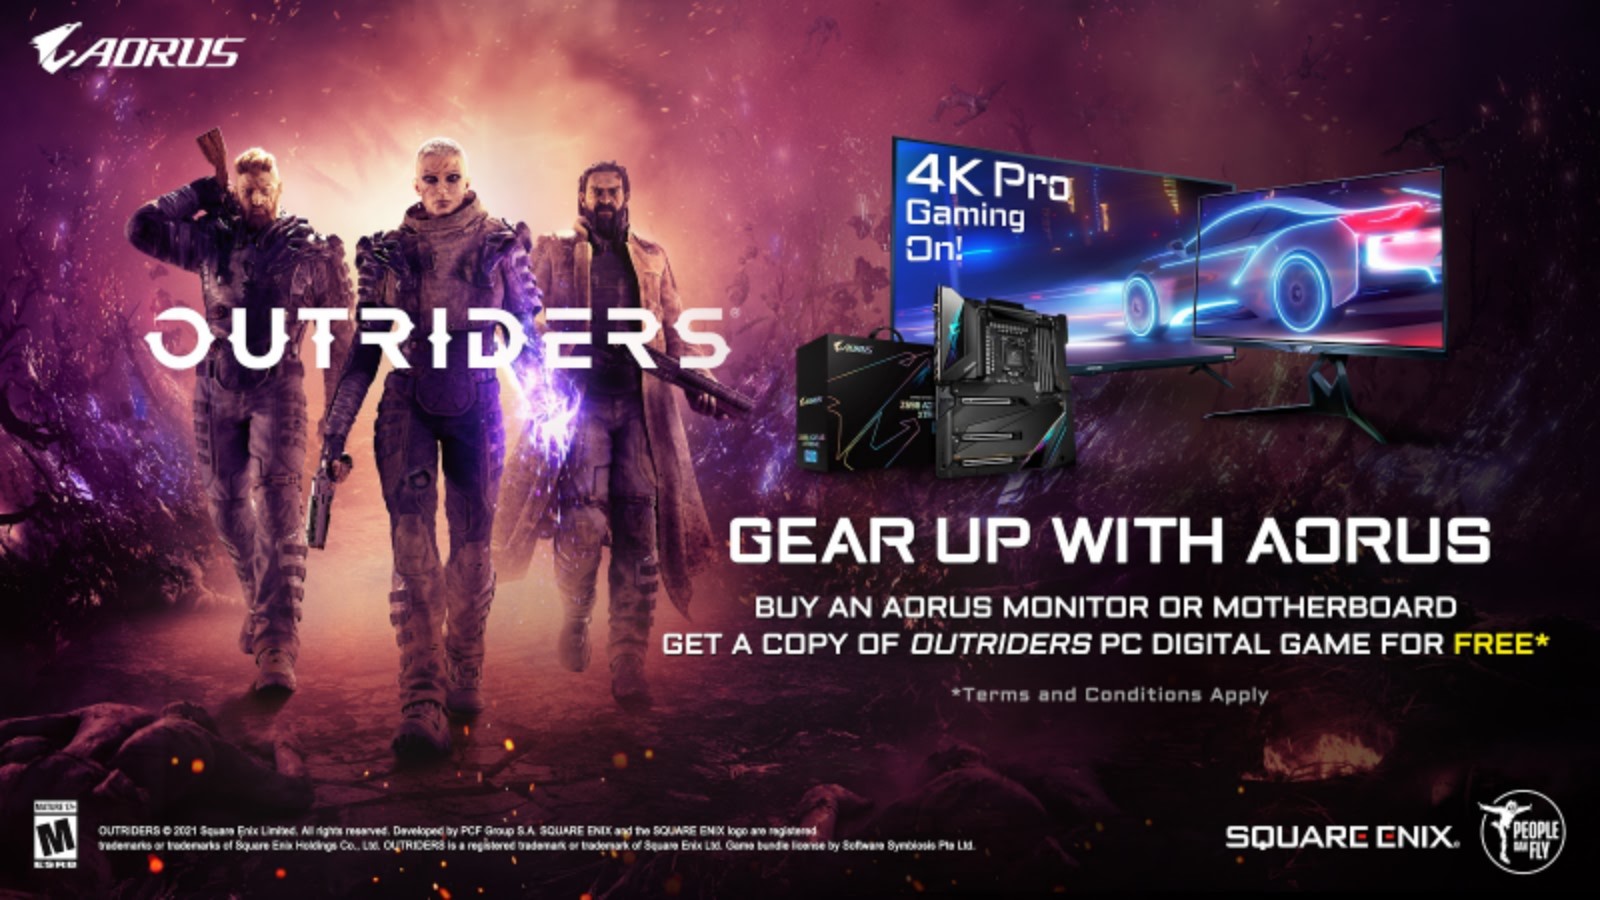 AORUS
OUTRIDERS®
4K Pro
Gaming
On!
AORUS
GEAR UP WITH AORUS
BUY AN AORUS MONITOR OR MOTHERBOARD
GET A COPY OF OUTRIDERS PC DIGITAL GAME FOR FREE*
*Terms and Conditions Apply
MATURE 17+
M
ESRB
OUTRIDERS © 2021 Square Enix Limited. All rights reserved. Developed by PCF Group S.A. SQUARE ENIX and the SQUARE ENIX logo are registered
trademarks or trademarks of Square Enix Holdings Co., Ltd. OUTRIDERS is a registered trademark or trademark of Square Enix Ltd. Game bundle license by Software Symbiosis Pte Ltd.
SQUARE ENIX®
PEOPLE
CAN
FLY